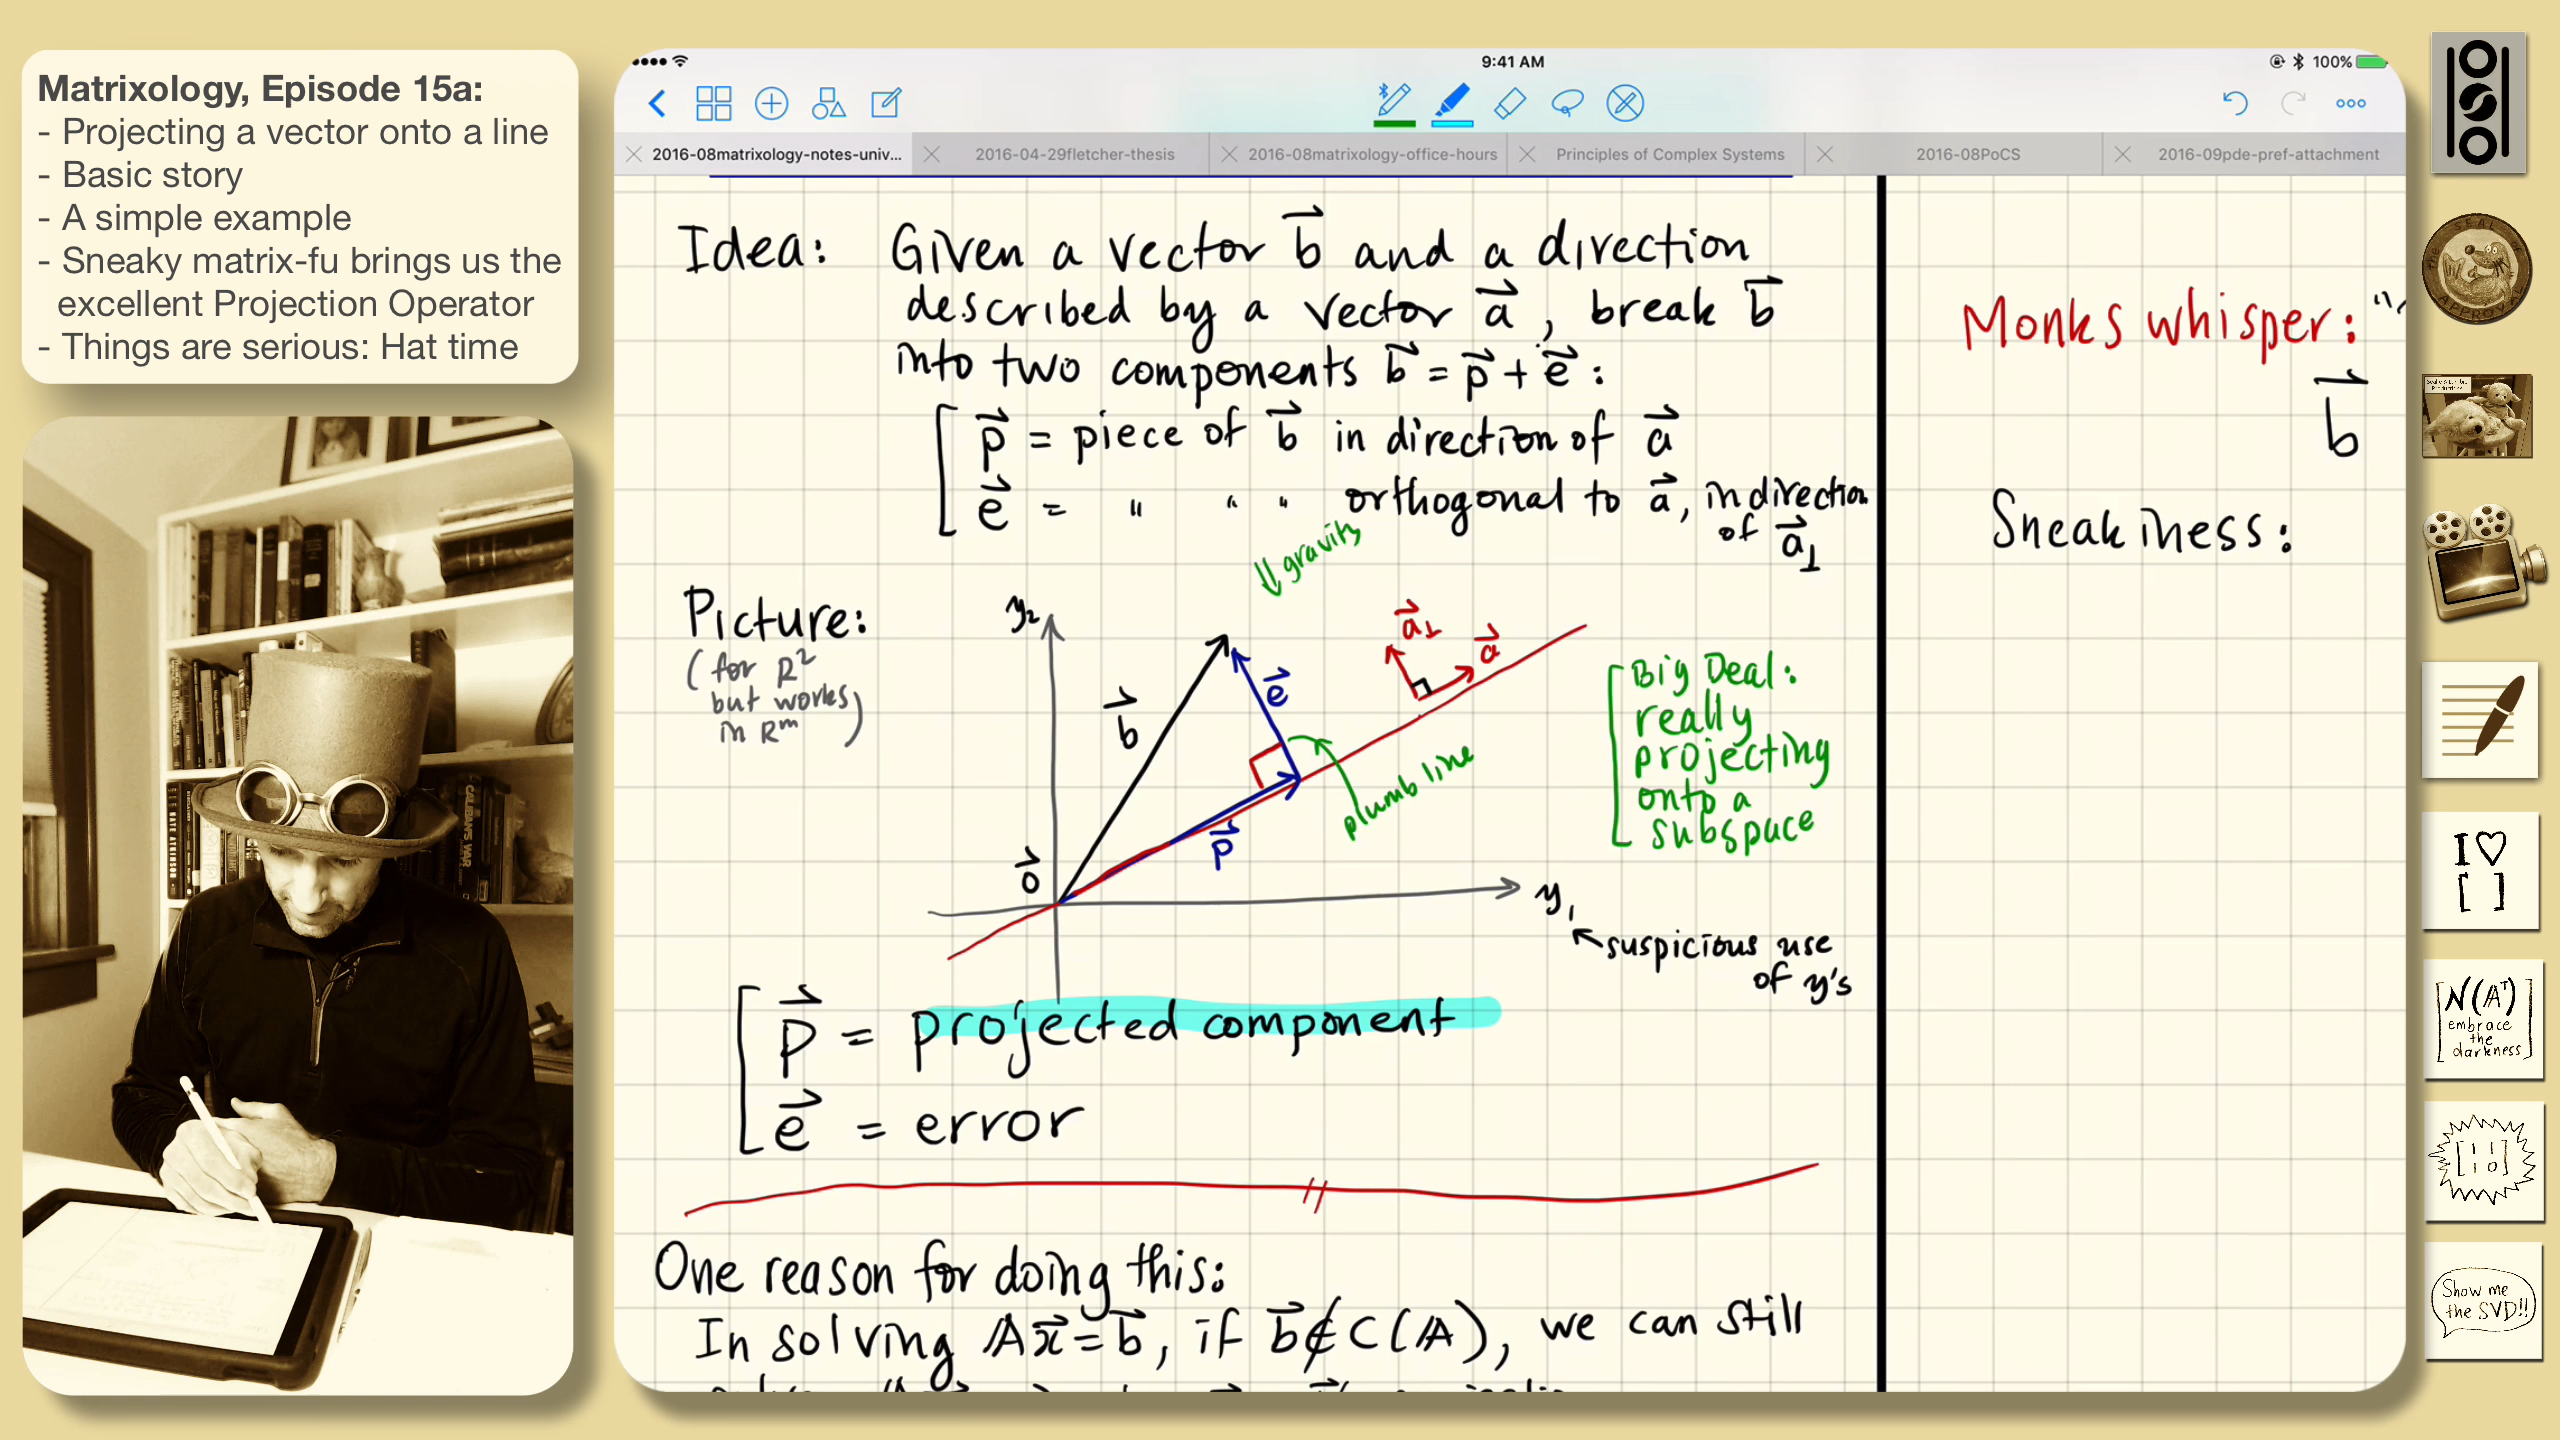 Matrixology, Episode 15a:
- Projecting a vector onto a line
- Basic story
- A simple example
- Sneaky matrix-fu brings us the
excellent Projection Operator
- Things are serious: Hat time
9:41 AM
100%
2016-08matrixology-notes-univ...
2016-04-29fletcher-thesis
2016-08matrixology-office-hours
Principles of Complex Systems
2016-08PoCS
2016-09pde-pref-attachment
Idea: Given a vector b⃗ and a direction
described by a vector a⃗, break b⃗
into two components b⃗ = p⃗ + e⃗:
p⃗ = piece of b⃗ in direction of a⃗
e⃗ = " " " orthogonal to a⃗, in direction
of a⃗⊥
⇓ gravity
Picture:
(for R²
but works
in Rᵐ)
y₂
b⃗
e⃗
a⃗⊥
a⃗
p⃗
plumb line
0⃗
y₁
suspicious use
of y's
Big Deal:
really
projecting
onto a
subspace
p⃗ = projected component
e⃗ = error
One reason for doing this:
In solving Ax⃗ = b⃗, if b⃗ ∉ C(A), we can still
Monks whisper: "
b⃗
Sneakiness:
SEAL
APPROVAL
I ♡
[ ]
N(Aᵀ)
embrace
the
darkness
[1 1
1 0]
Show me
the SVD!!